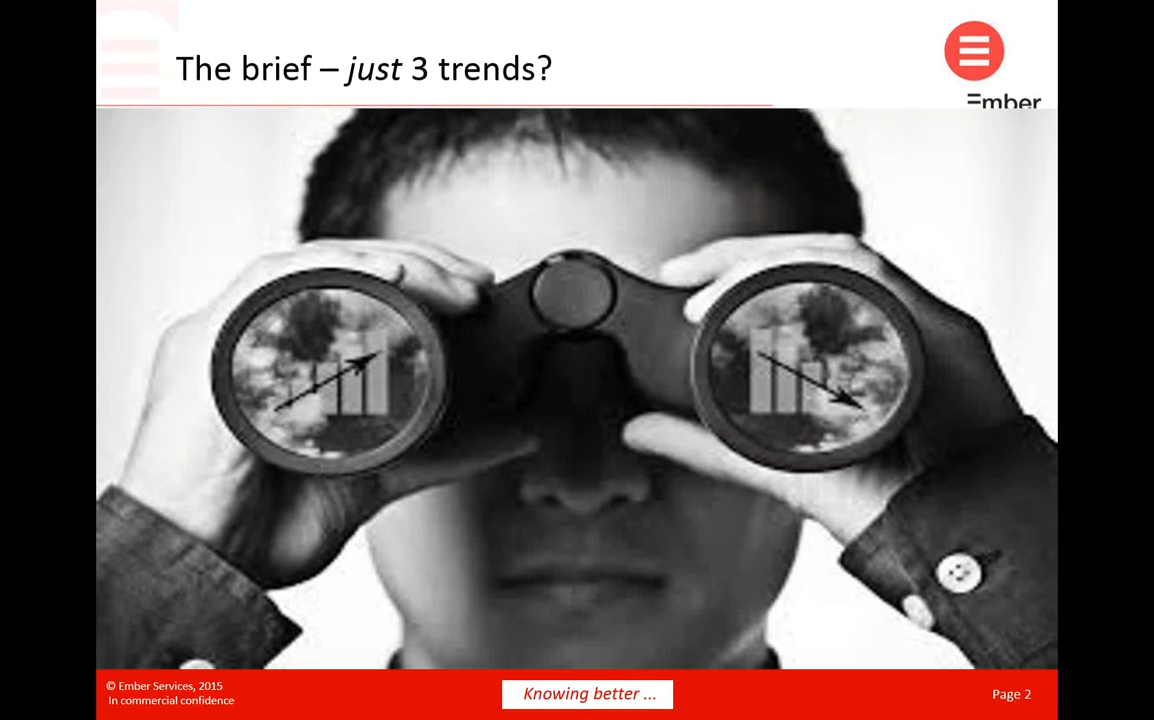 The brief – just 3 trends?
Ember
© Ember Services, 2015
In commercial confidence
Knowing better ...
Page 2